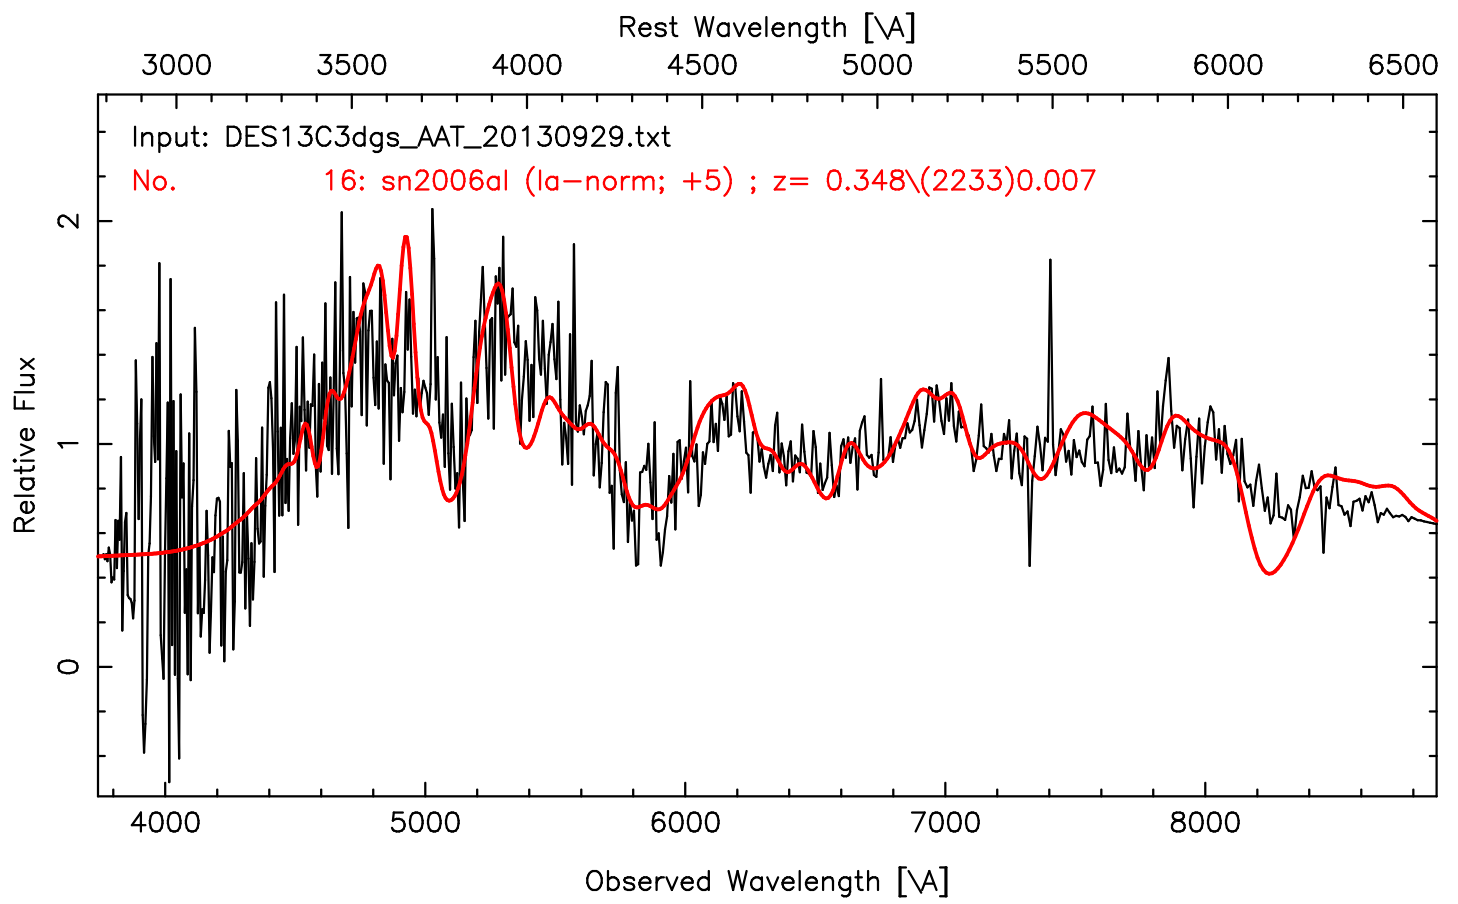 Rest Wavelength [\A]
3000 3500 4000 4500 5000 5500 6000 6500
Input: DES13C3dgs_AAT_20130929.txt
No. 16: sn2006al (Ia-norm; +5) ; z= 0.348\(2233)0.007
Relative Flux
2
1
0
4000 5000 6000 7000 8000
Observed Wavelength [\A]